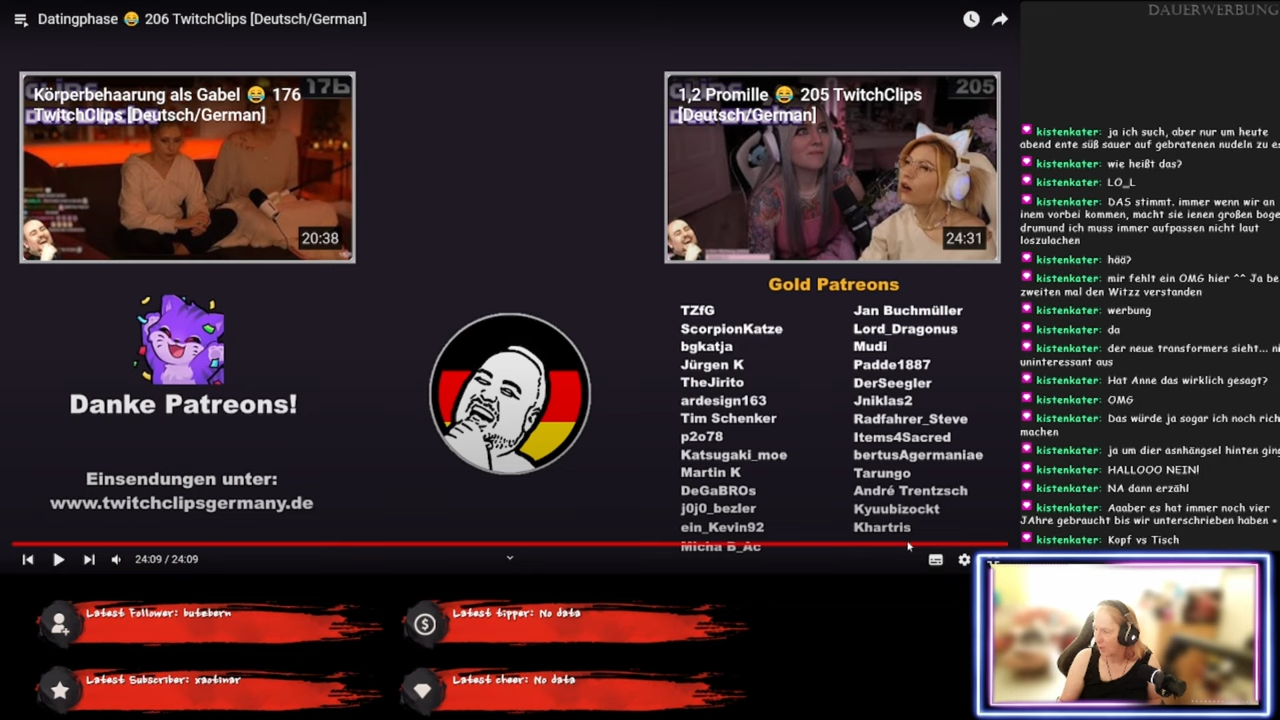 Datingphase 😂 206 TwitchClips [Deutsch/German]
DAUERWERBUNG
Körperbehaarung als Gabel 😂 176
TwitchClips [Deutsch/German]
20:38
1,2 Promille 😂 205 TwitchClips
[Deutsch/German]
205
24:31
Danke Patreons!
Einsendungen unter:
www.twitchclipsgermany.de
Gold Patreons
TZfG
ScorpionKatze
bgkatja
Jürgen K
TheJirito
ardesign163
Tim Schenker
p2o78
Katsugaki_moe
Martin K
DeGaBROs
j0j0_bezler
ein_Kevin92
Micha B_Ac
Jan Buchmüller
Lord_Dragonus
Mudi
Padde1887
DerSeegler
Jniklas2
Radfahrer_Steve
Items4Sacred
bertusAgermaniae
Tarungo
André Trentzsch
Kyuubizockt
Khartris
24:09 / 24:09
kistenkater: ja ich such, aber nur um heute
abend ente süß sauer auf gebratenen nudeln zu es
kistenkater: wie heißt das?
kistenkater: LO_L
kistenkater: DAS stimmt. immer wenn wir an
inem vorbei kommen, macht sie ienen großen boge
drumund ich muss immer aufpassen nicht laut
loszulachen
kistenkater: hää?
kistenkater: mir fehlt ein OMG hier ^^ Ja be
zweiten mal den Witzz verstanden
kistenkater: werbung
kistenkater: da
kistenkater: der neue transformers sieht... ni
uninteressant aus
kistenkater: Hat Anne das wirklich gesagt?
kistenkater: OMG
kistenkater: Das würde ja sogar ich noch rich
machen
kistenkater: ja um dier asnhängsel hinten ging
kistenkater: HALLOOO NEIN!
kistenkater: NA dann erzähl
kistenkater: Aaaber es hat immer noch vier
JAhre gebraucht bis wir unterschrieben haben
kistenkater: Kopf vs Tisch
Latest Follower: butebern
Latest tipper: No data
Latest Subscriber: xaotinar
Latest cheer: No data